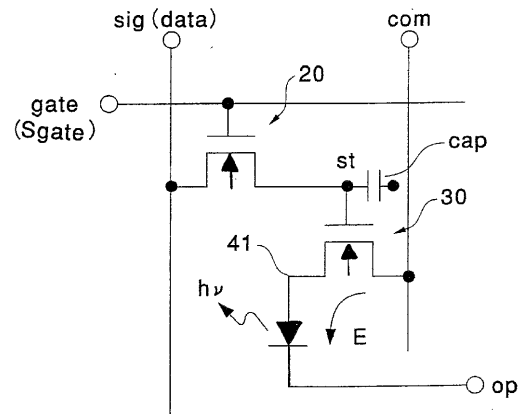 sig (data)
com
20
gate
(Sgate)
st
cap
30
41
hν
E
op